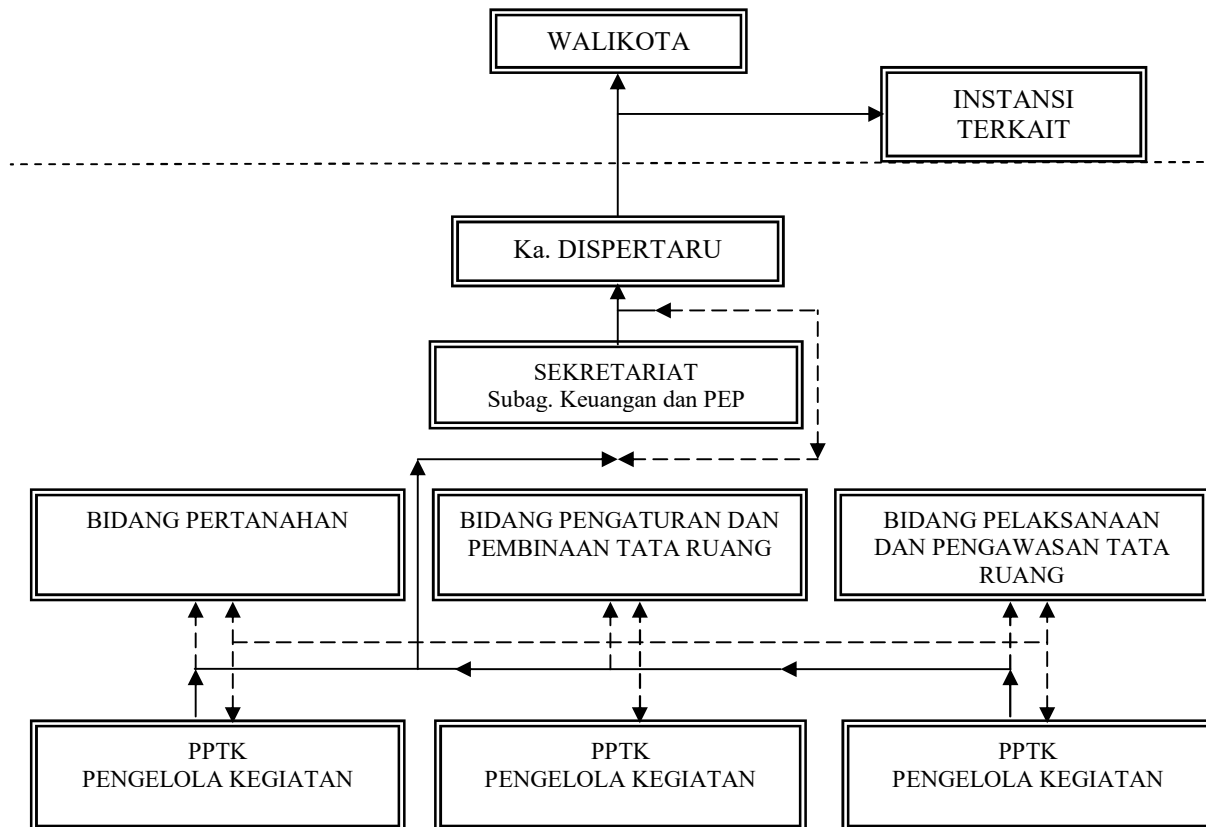 WALIKOTA
INSTANSI
TERKAIT
Ka. DISPERTARU
SEKRETARIAT
Subag. Keuangan dan PEP
BIDANG PERTANAHAN
BIDANG PENGATURAN DAN
PEMBINAAN TATA RUANG
BIDANG PELAKSANAAN
DAN PENGAWASAN TATA
RUANG
PPTK
PENGELOLA KEGIATAN
PPTK
PENGELOLA KEGIATAN
PPTK
PENGELOLA KEGIATAN